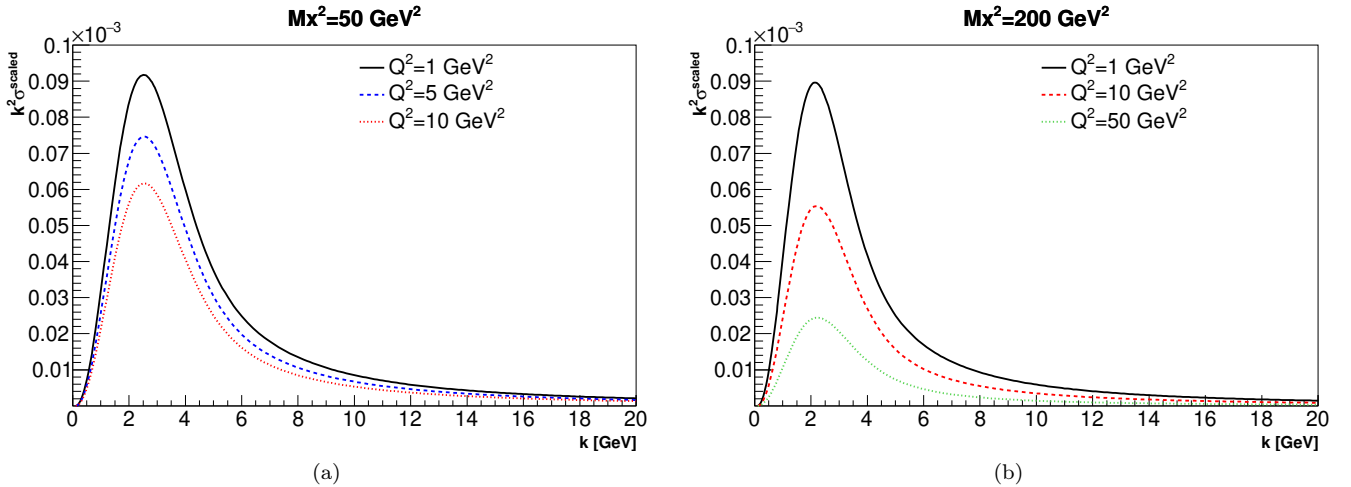 Mx²=50 GeV²
×10⁻³
k²σ^scaled
0.1
0.09
0.08
0.07
0.06
0.05
0.04
0.03
0.02
0.01
Q²=1 GeV²
Q²=5 GeV²
Q²=10 GeV²
0 2 4 6 8 10 12 14 16 18 20
k [GeV]
(a)
Mx²=200 GeV²
×10⁻³
k²σ^scaled
0.1
0.09
0.08
0.07
0.06
0.05
0.04
0.03
0.02
0.01
Q²=1 GeV²
Q²=10 GeV²
Q²=50 GeV²
0 2 4 6 8 10 12 14 16 18 20
k [GeV]
(b)